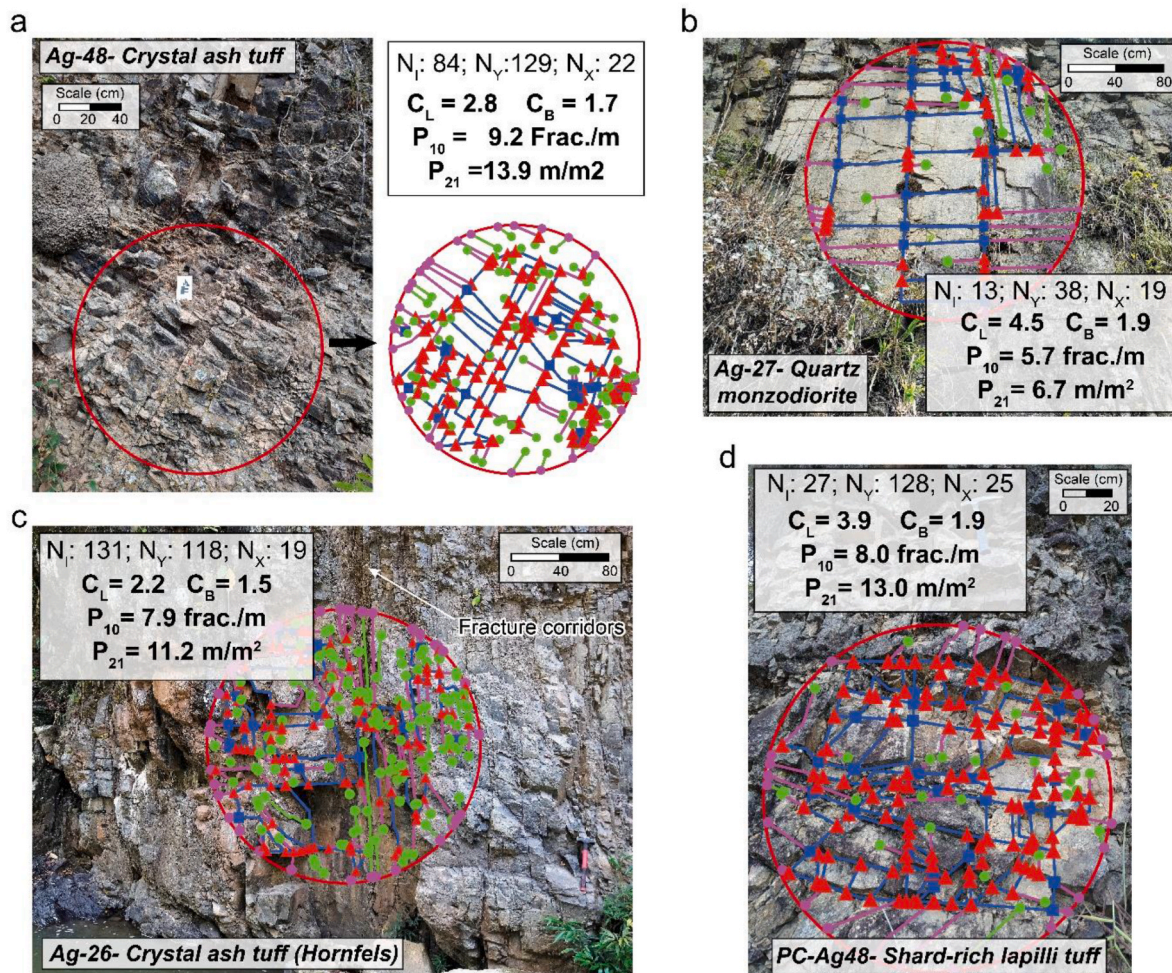 a
Ag-48- Crystal ash tuff
Scale (cm)
0 20 40
N_I: 84; N_Y:129; N_X: 22
C_L = 2.8 C_B = 1.7
P_10 = 9.2 Frac./m
P_21 =13.9 m/m2
b
Scale (cm)
0 40 80
N_I: 13; N_Y: 38; N_X: 19
C_L = 4.5 C_B = 1.9
P_10 = 5.7 frac./m
P_21= 6.7 m/m²
Ag-27- Quartz
monzodiorite
c
N_I: 131; N_Y: 118; N_X: 19
C_L = 2.2 C_B= 1.5
P_10 = 7.9 frac./m
P_21 = 11.2 m/m²
Scale (cm)
0 40 80
Fracture corridors
Ag-26- Crystal ash tuff (Hornfels)
d
N_I: 27; N_Y: 128; N_X: 25
C_L= 3.9 C_B = 1.9
P_10 = 8.0 frac./m
P_21 = 13.0 m/m²
Scale (cm)
0 20
PC-Ag48- Shard-rich lapilli tuff